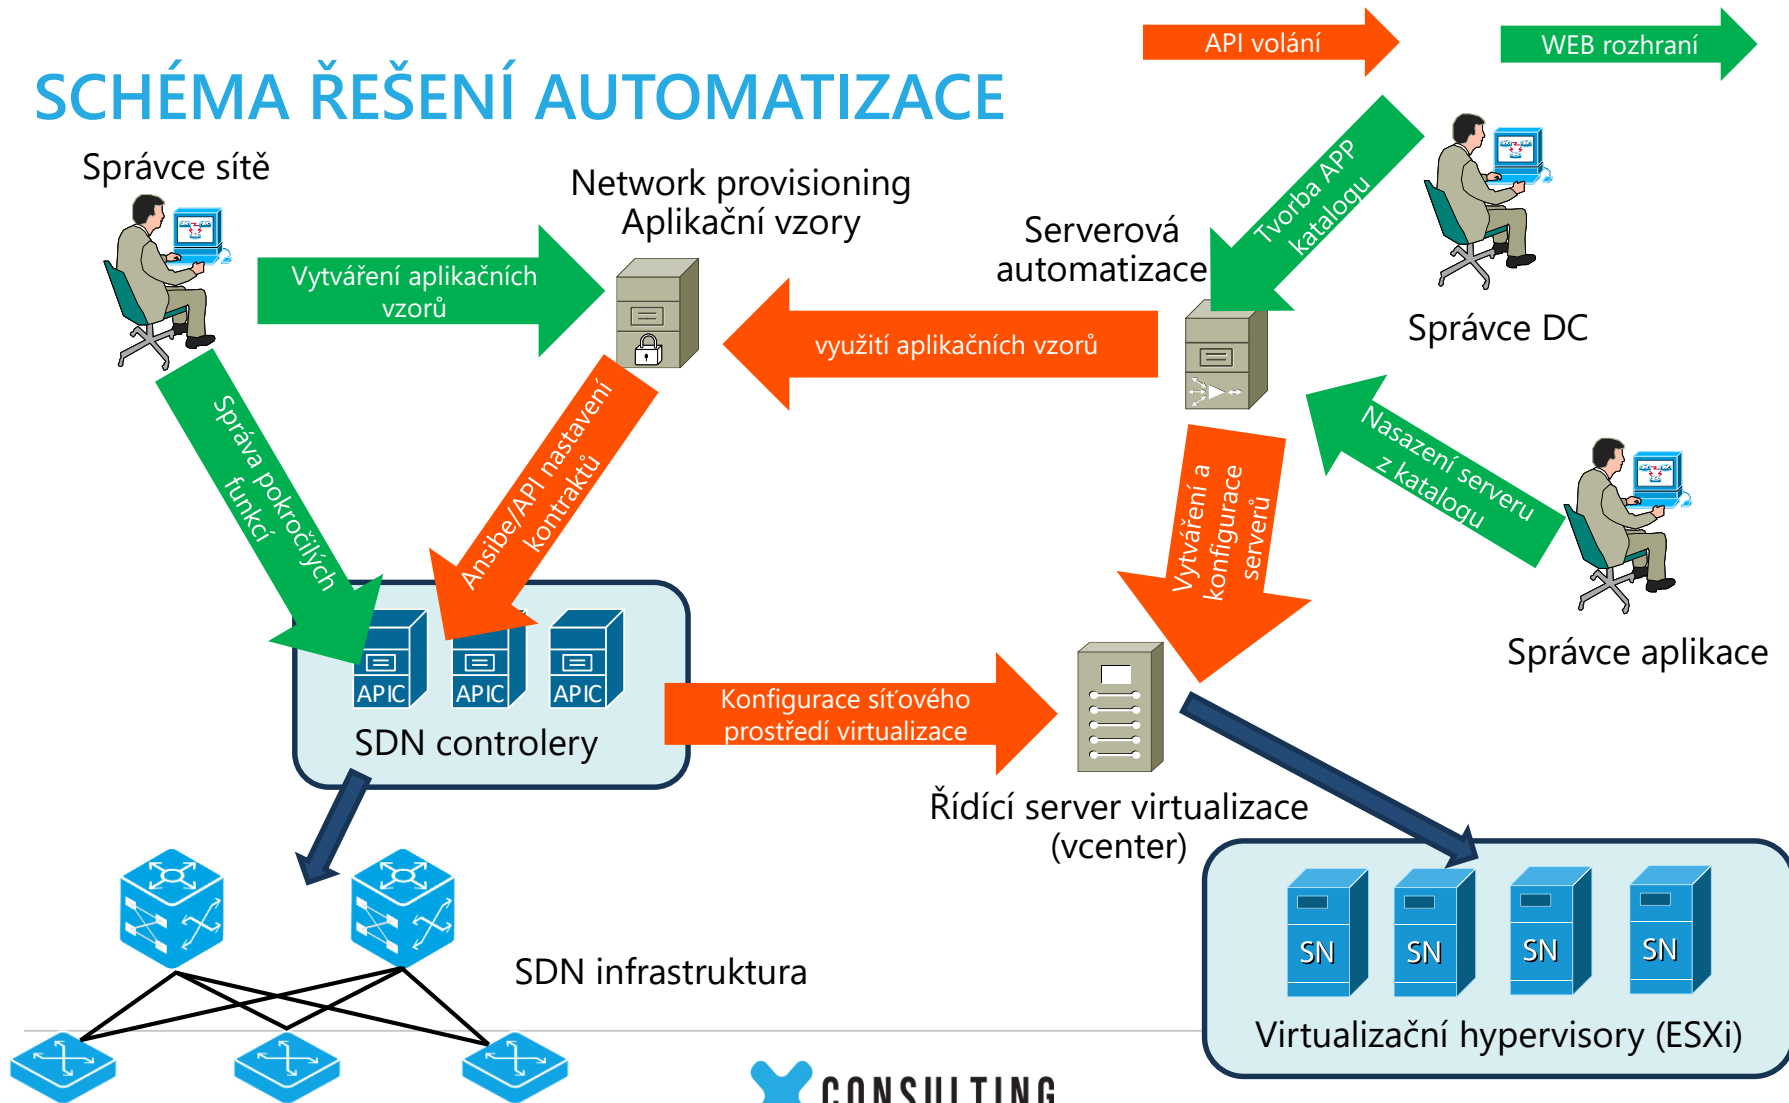 API volání
WEB rozhraní
SCHÉMA ŘEŠENÍ AUTOMATIZACE
Správce sítě
Network provisioning
Aplikační vzory
Serverová
automatizace
Tvorba APP
katalogu
Správce DC
Vytváření aplikačních
vzorů
využití aplikačních vzorů
Správa pokročilých
funkcí
Ansibe/API nastavení
kontraktů
Vytváření a
konfigurace
serverů
Nasazení serveru
z katalogu
Správce aplikace
APIC
APIC
APIC
SDN controlery
Konfigurace síťového
prostředí virtualizace
Řídící server virtualizace
(vcenter)
SDN infrastruktura
SN
SN
SN
SN
Virtualizační hypervisory (ESXi)
CONSULTING